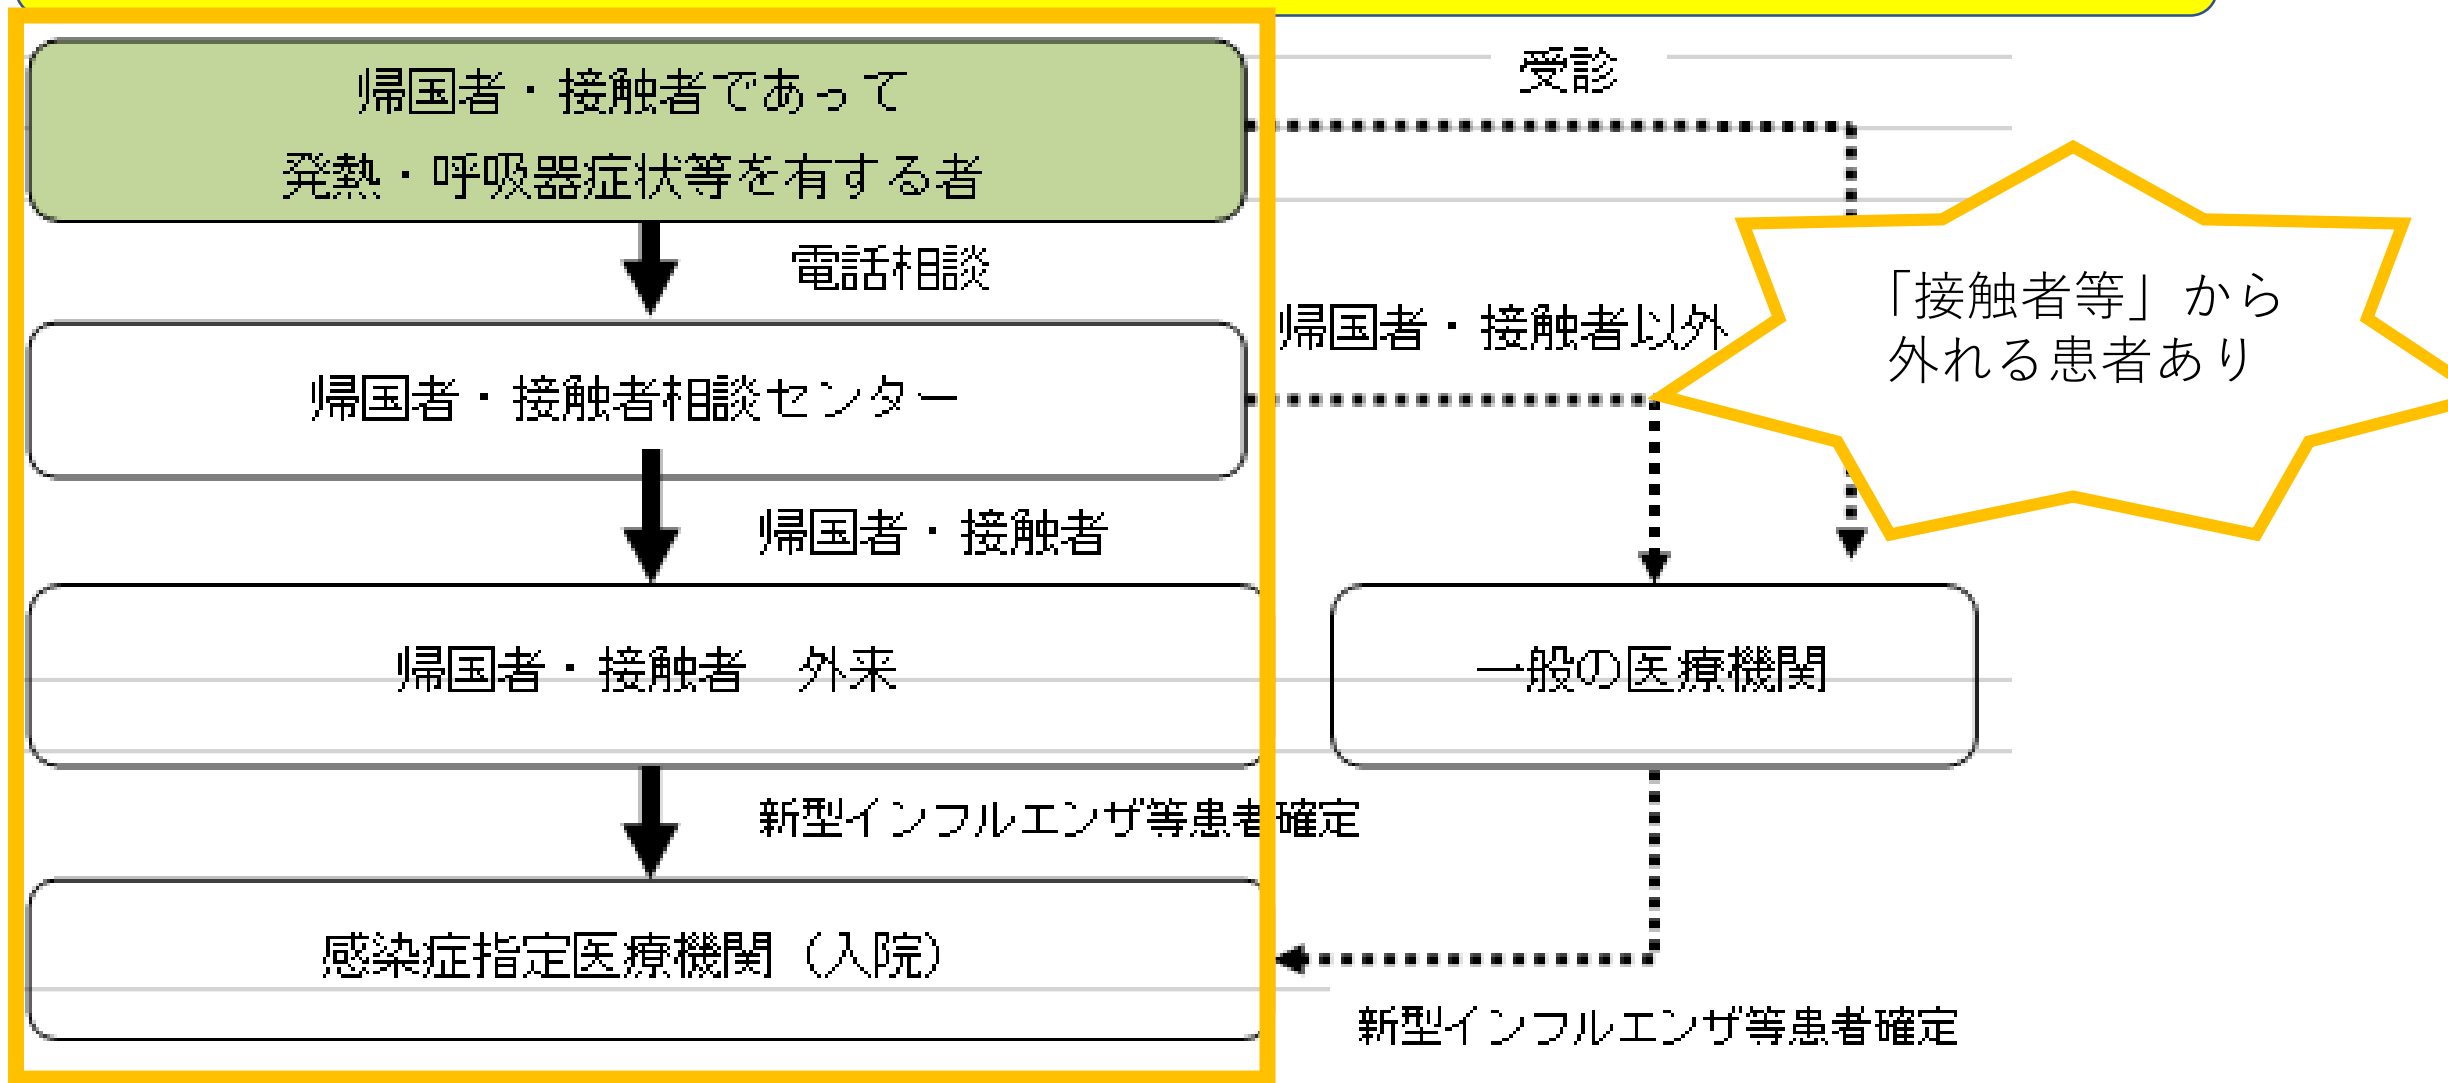 帰国者・接触者であって
発熱・呼吸器症状等を有する者
受診
電話相談
帰国者・接触者以外
「接触者等」から
外れる患者あり
帰国者・接触者相談センター
帰国者・接触者
帰国者・接触者　外来
一般の医療機関
新型インフルエンザ等患者確定
感染症指定医療機関（入院）
新型インフルエンザ等患者確定